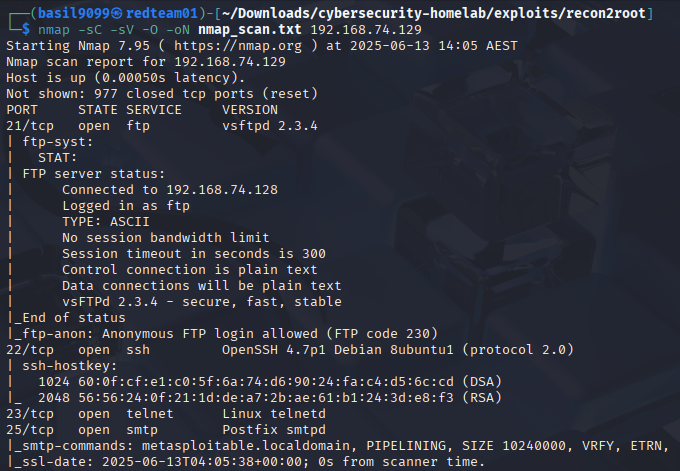 ──(basil9099㉿redteam01)-[~/Downloads/cybersecurity-homelab/exploits/recon2root]
└─$ nmap -sC -sV -O -oN nmap_scan.txt 192.168.74.129
Starting Nmap 7.95 ( https://nmap.org ) at 2025-06-13 14:05 AEST
Nmap scan report for 192.168.74.129
Host is up (0.00050s latency).
Not shown: 977 closed tcp ports (reset)
PORT     STATE SERVICE     VERSION
21/tcp   open  ftp         vsftpd 2.3.4
| ftp-syst:
|   STAT:
| FTP server status:
|      Connected to 192.168.74.128
|      Logged in as ftp
|      TYPE: ASCII
|      No session bandwidth limit
|      Session timeout in seconds is 300
|      Control connection is plain text
|      Data connections will be plain text
|      vsFTPd 2.3.4 - secure, fast, stable
|_End of status
|_ftp-anon: Anonymous FTP login allowed (FTP code 230)
22/tcp   open  ssh         OpenSSH 4.7p1 Debian 8ubuntu1 (protocol 2.0)
| ssh-hostkey:
|   1024 60:0f:cf:e1:c0:5f:6a:74:d6:90:24:fa:c4:d5:6c:cd (DSA)
|_  2048 56:56:24:0f:21:1d:de:a7:2b:ae:61:b1:24:3d:e8:f3 (RSA)
23/tcp   open  telnet      Linux telnetd
25/tcp   open  smtp        Postfix smtpd
|_smtp-commands: metasploitable.localdomain, PIPELINING, SIZE 10240000, VRFY, ETRN,
|_ssl-date: 2025-06-13T04:05:38+00:00; 0s from scanner time.